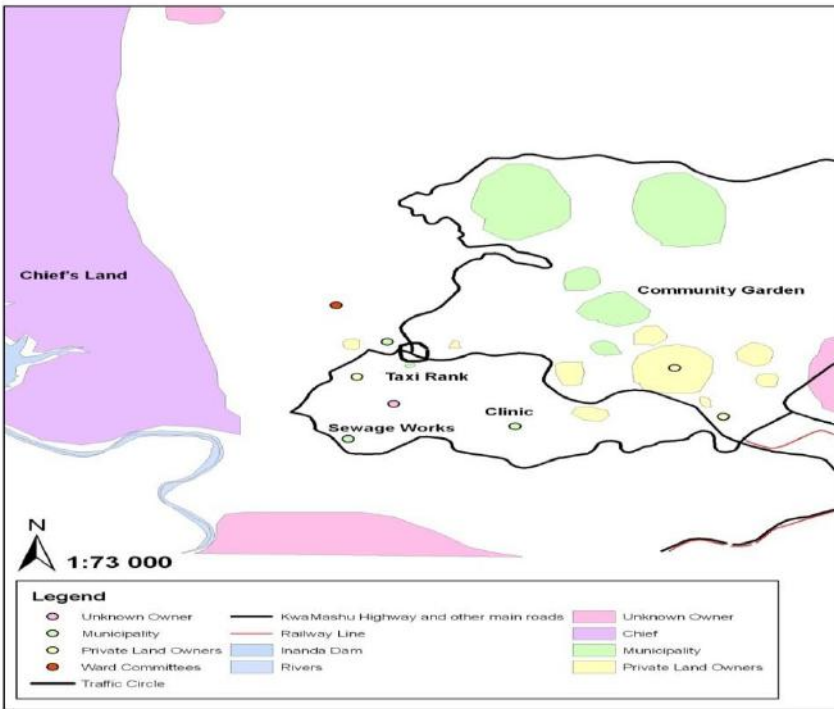 Chief's Land
Community Garden
Taxi Rank
Clinic
Sewage Works
N
1:73 000
Legend
Unknown Owner
Municipality
Private Land Owners
Ward Committees
Traffic Circle
KwaMashu Highway and other main roads
Railway Line
Inanda Dam
Rivers
Unknown Owner
Chief
Municipality
Private Land Owners